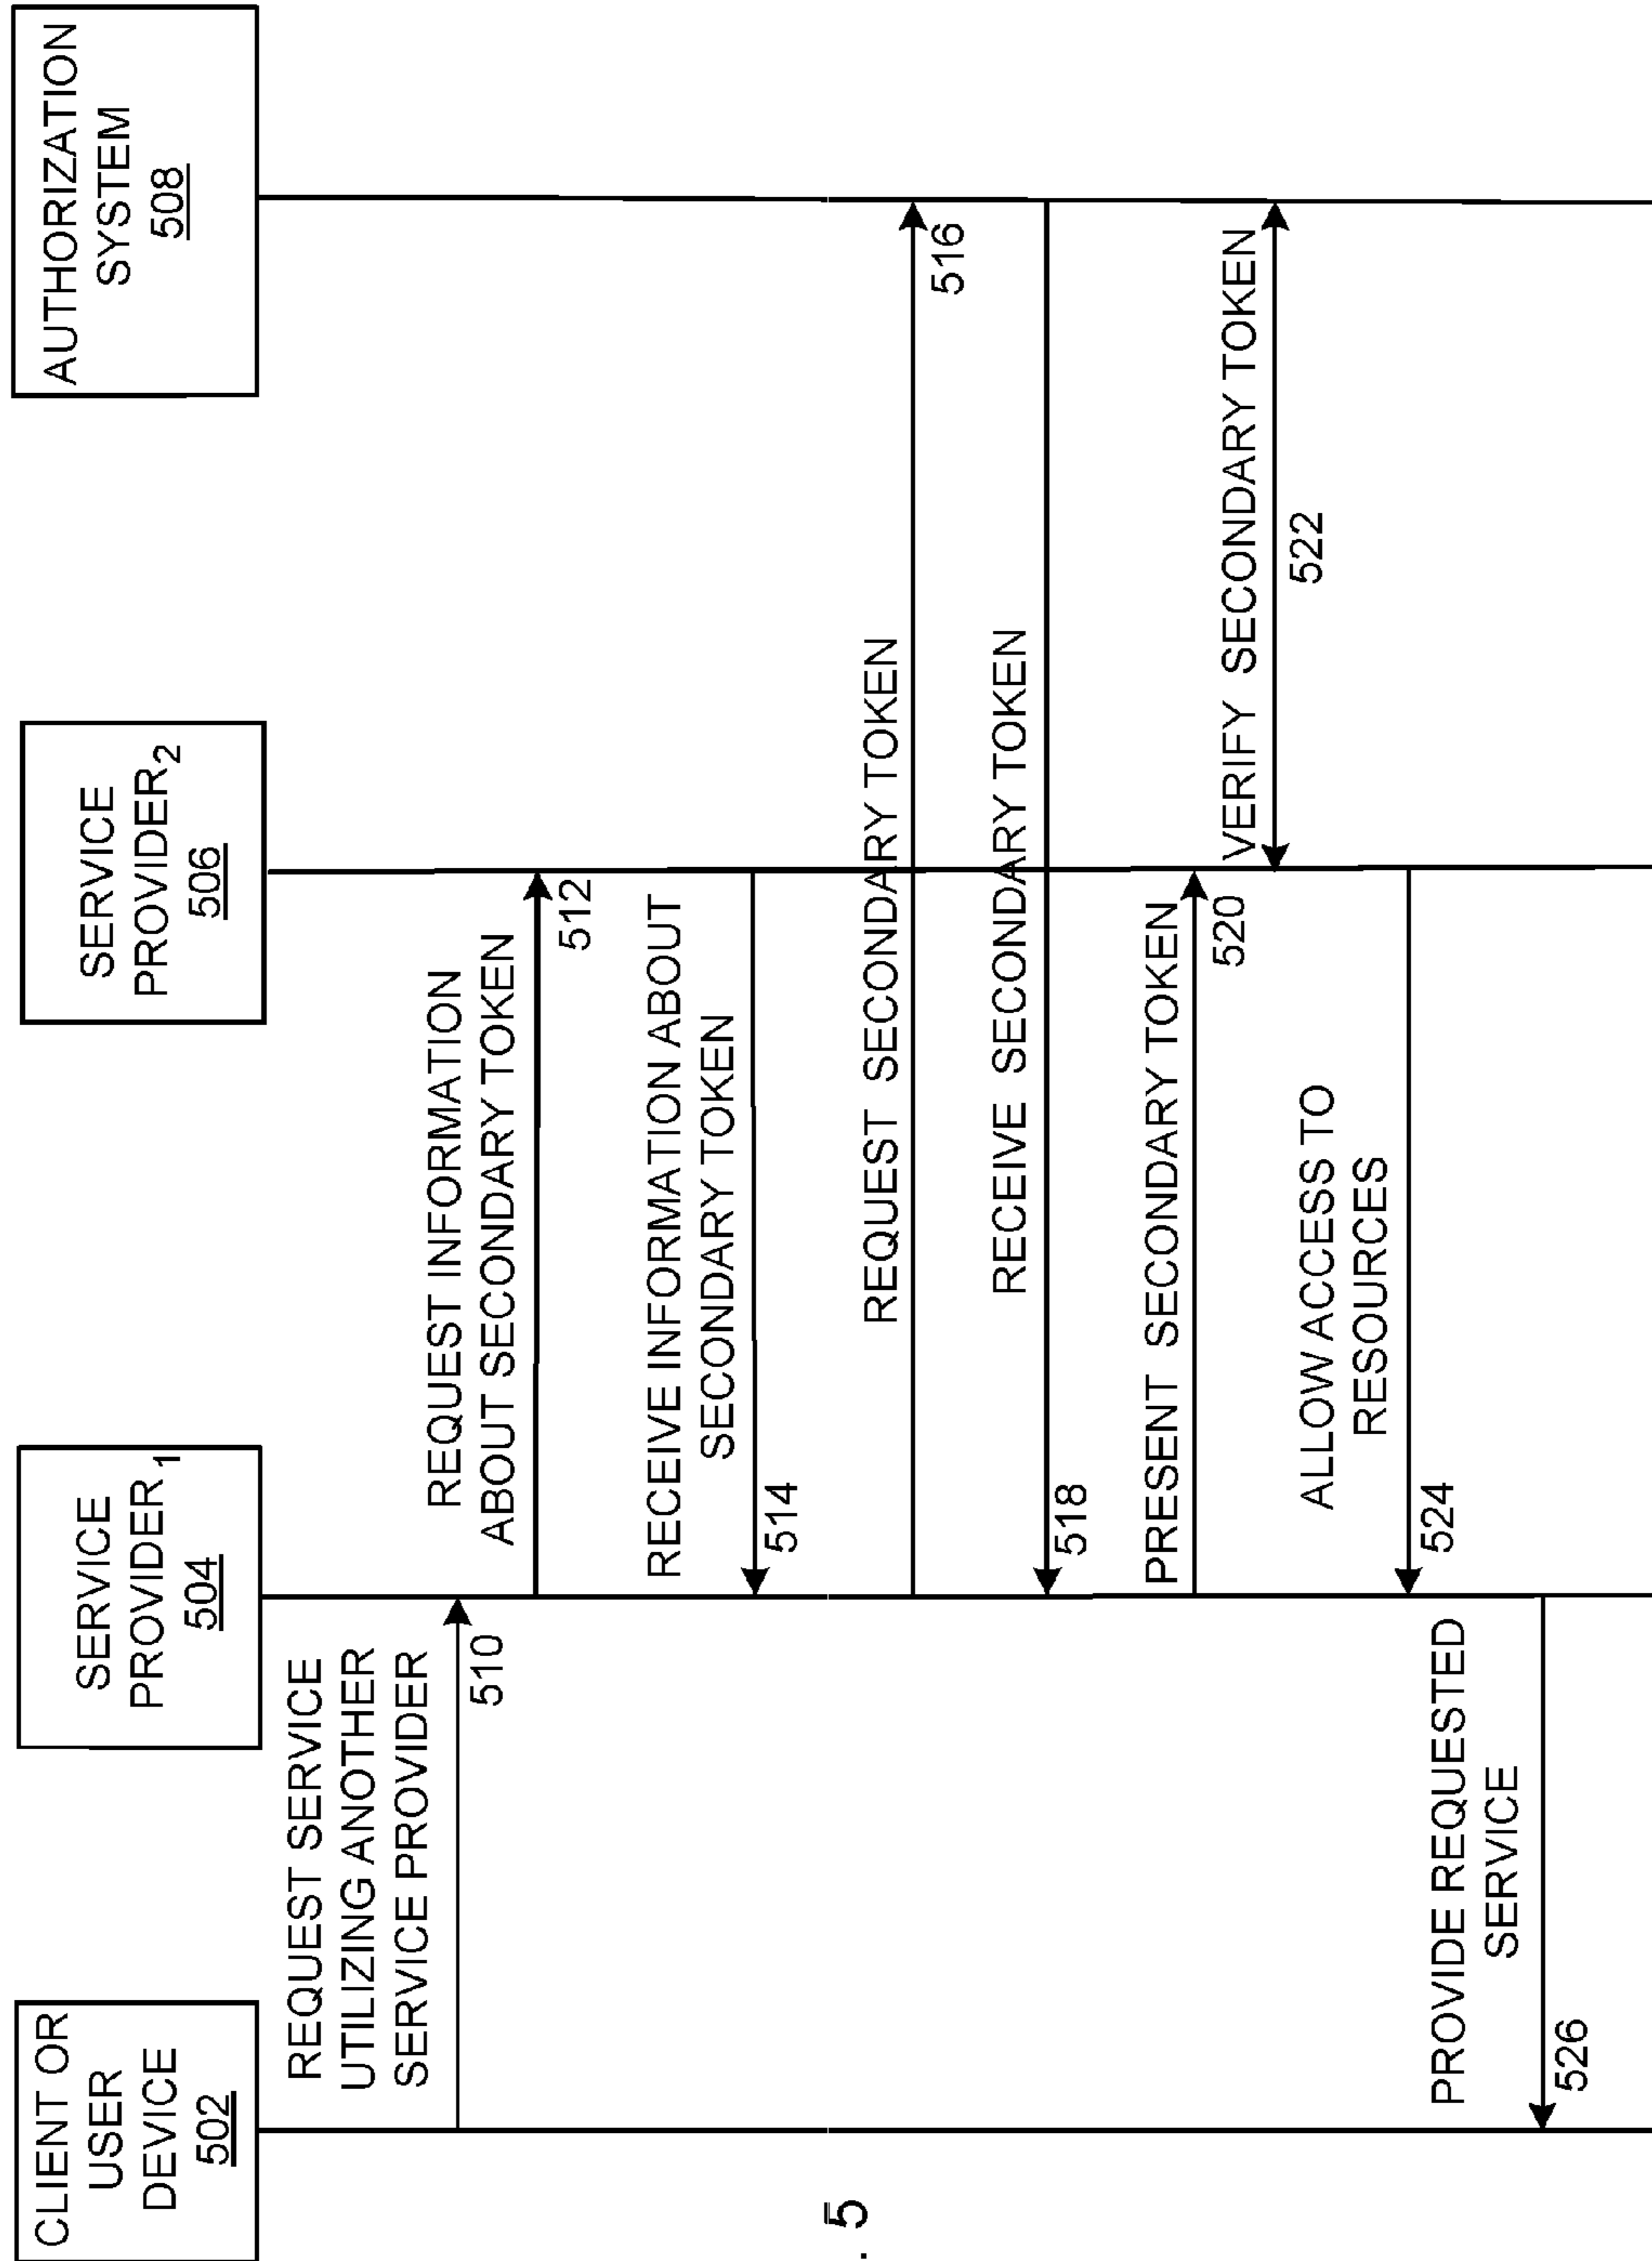 CLIENT OR
USER
DEVICE
502
SERVICE
PROVIDER1
504
SERVICE
PROVIDER2
506
AUTHORIZATION
SYSTEM
508
REQUEST SERVICE
UTILIZING ANOTHER
SERVICE PROVIDER
510
REQUEST INFORMATION
ABOUT SECONDARY TOKEN
512
RECEIVE INFORMATION ABOUT
SECONDARY TOKEN
514
REQUEST SECONDARY TOKEN
516
RECEIVE SECONDARY TOKEN
518
PRESENT SECONDARY TOKEN
520
VERIFY SECONDARY TOKEN
522
ALLOW ACCESS TO
RESOURCES
524
PROVIDE REQUESTED
SERVICE
526
. 5